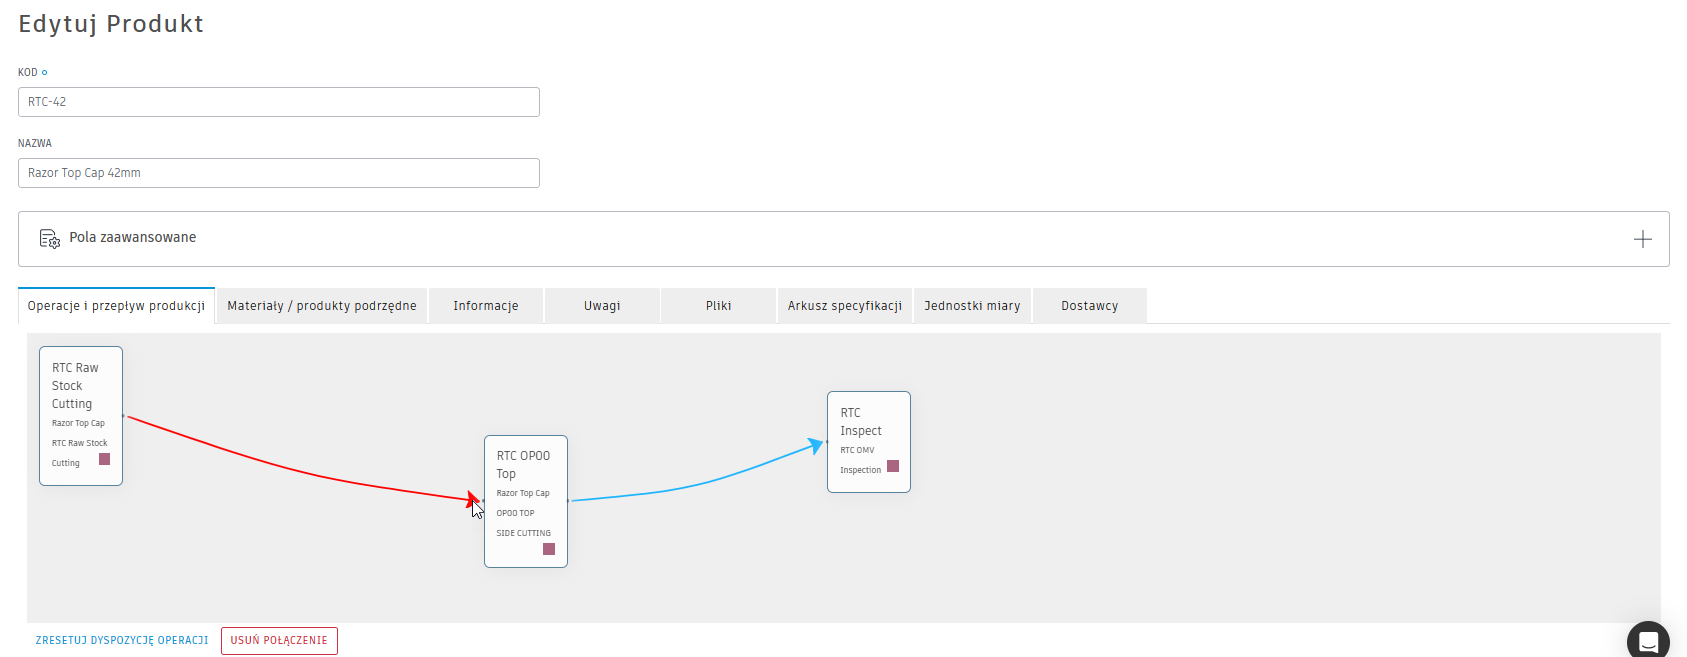 Edytuj Produkt
KOD
RTC-42
NAZWA
Razor Top Cap 42mm
Pola zaawansowane
Operacje i przepływ produkcji
Materiały / produkty podrzędne
Informacje
Uwagi
Pliki
Arkusz specyfikacji
Jednostki miary
Dostawcy
RTC Raw
Stock
Cutting
Razor Top Cap
RTC Raw Stock
Cutting
RTC OP00
Top
Razor Top Cap
OP00 TOP
SIDE CUTTING
RTC
Inspect
RTC OMV
Inspection
ZRESETUJ DYSPOZYCJĘ OPERACJI
USUŃ POŁĄCZENIE